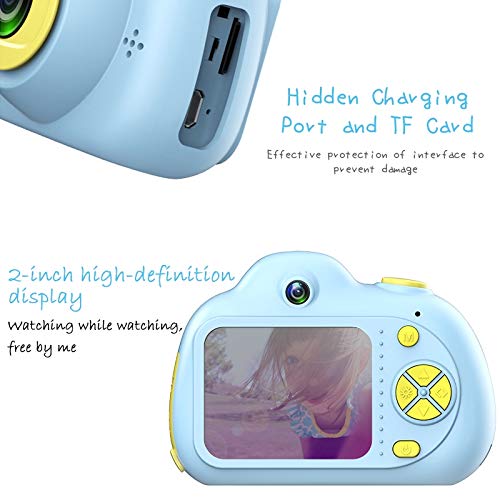 Hidden Charging
Port and TF Card
Effective protection of interface to
prevent damage
2-inch high-definition
display
Watching while watching,
free by me
M